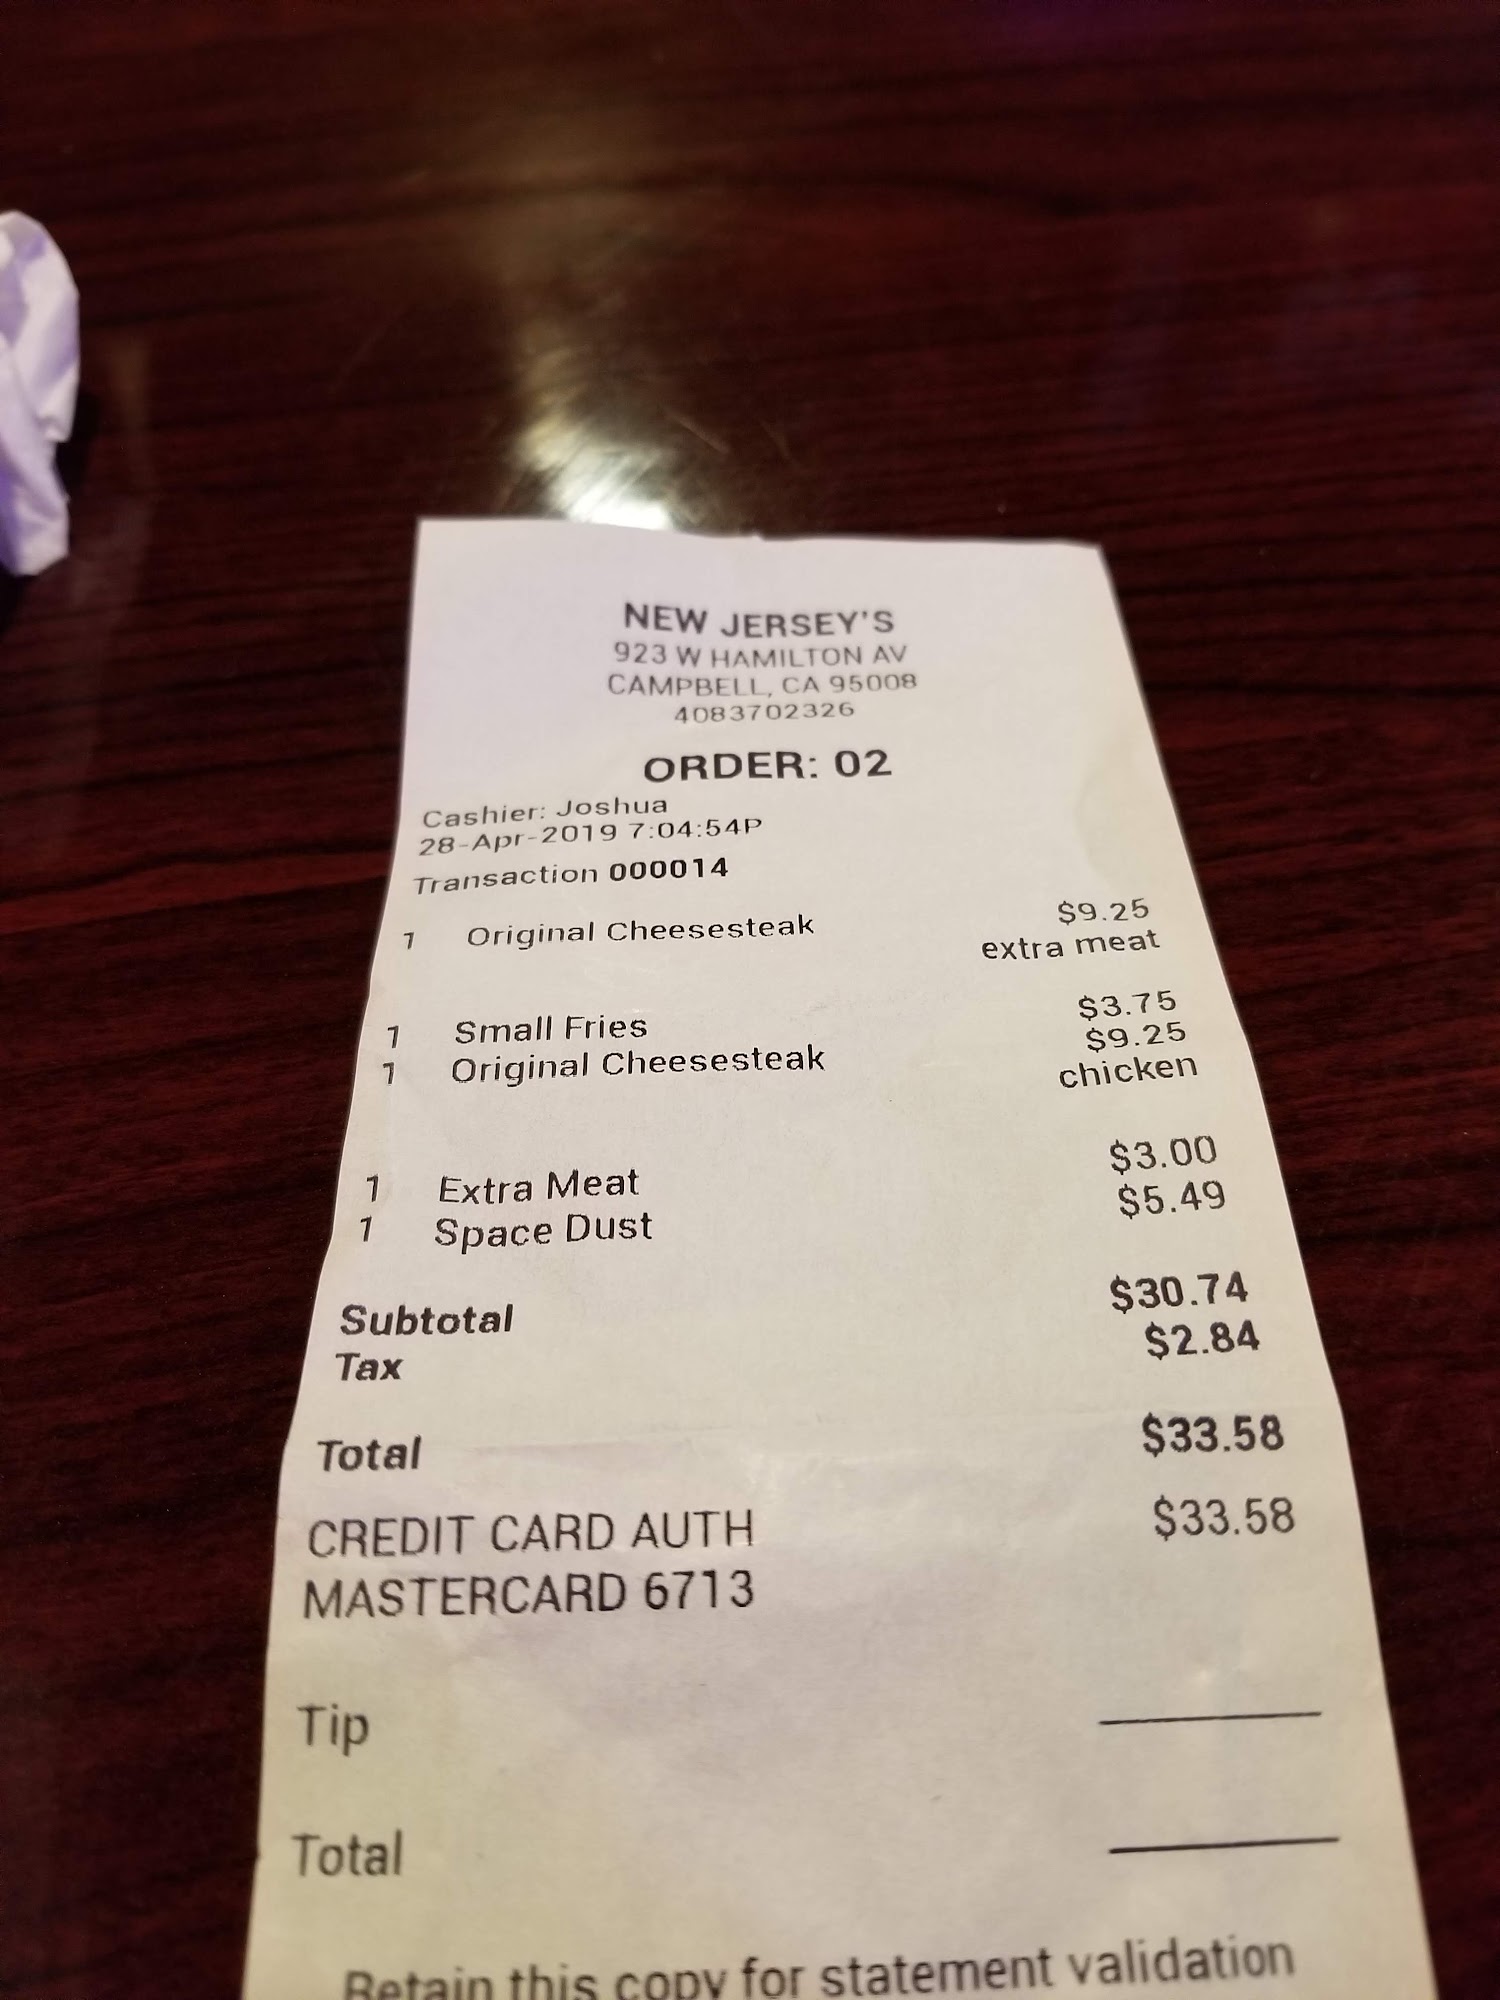 NEW JERSEY'S
923 W HAMILTON AV
CAMPBELL, CA 95008
4083702326
ORDER: 02
Cashier: Joshua
28-Apr-2019 7:04:54P
Transaction 000014
1 Original Cheesesteak $9.25
extra meat
1 Small Fries $3.75
1 Original Cheesesteak $9.25
chicken
1 Extra Meat $3.00
1 Space Dust $5.49
Subtotal $30.74
Tax $2.84
Total $33.58
CREDIT CARD AUTH $33.58
MASTERCARD 6713
Tip
Total
Retain this copy for statement validation